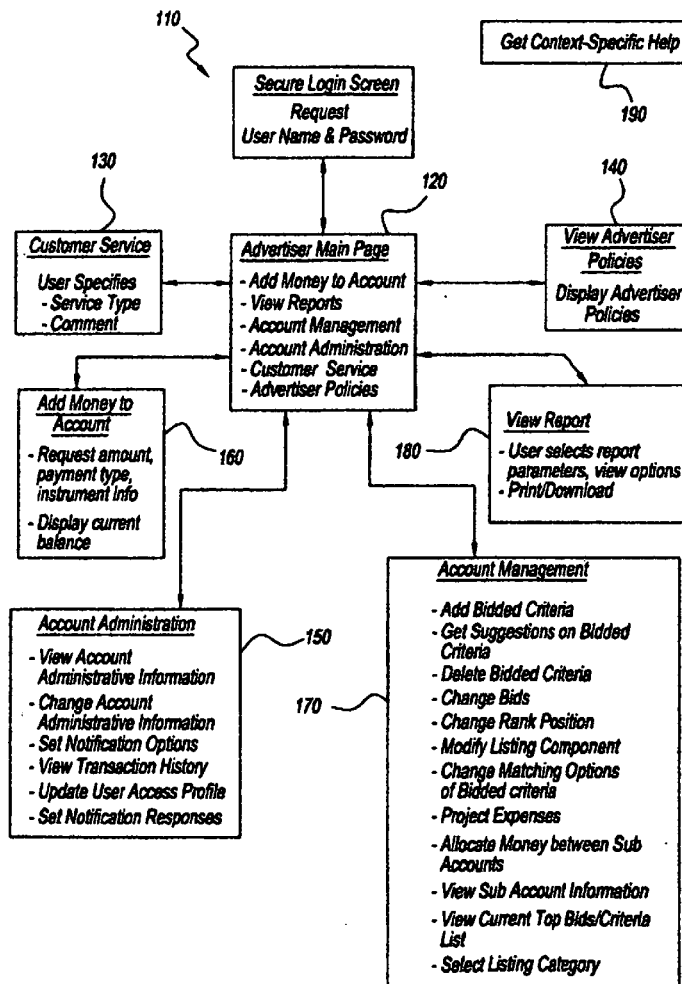 110
Get Context-Specific Help
190
Secure Login Screen
Request
User Name & Password
130
Customer Service
User Specifies
- Service Type
- Comment
120
Advertiser Main Page
- Add Money to Account
- View Reports
- Account Management
- Account Administration
- Customer Service
- Advertiser Policies
140
View Advertiser
Policies
Display Advertiser
Policies
Add Money to
Account
- Request amount,
payment type,
instrument info
- Display current
balance
160
180
View Report
- User selects report
parameters, view options
- Print/Download
Account Administration
- View Account
Administrative Information
- Change Account
Administrative Information
- Set Notification Options
- View Transaction History
- Update User Access Profile
- Set Notification Responses
150
170
Account Management
- Add Bidded Criteria
- Get Suggestions on Bidded
Criteria
- Delete Bidded Criteria
- Change Bids
- Change Rank Position
- Modify Listing Component
- Change Matching Options
of Bidded criteria
- Project Expenses
- Allocate Money between Sub
Accounts
- View Sub Account Information
- View Current Top Bids/Criteria
List
- Select Listing Category